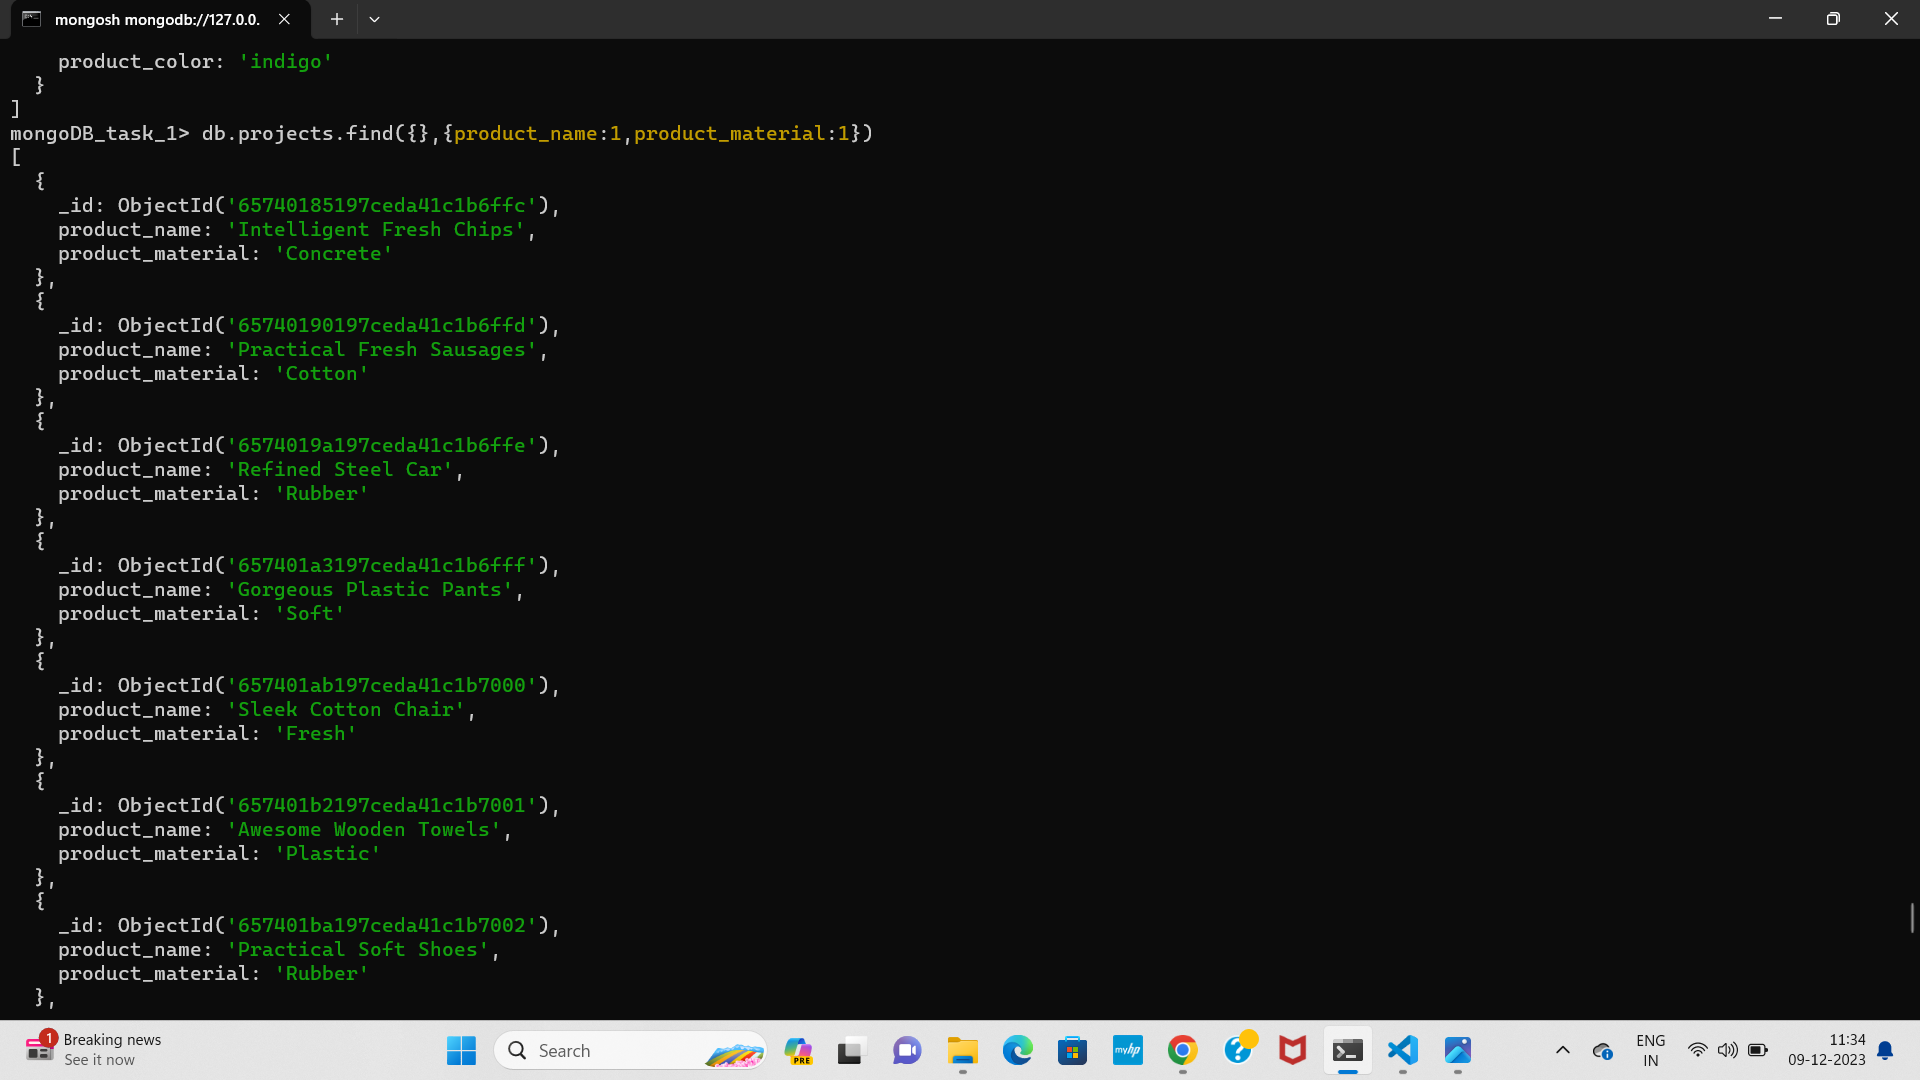 mongosh mongodb://127.0.0.
product_color: 'indigo'
}
]
mongoDB_task_1> db.projects.find({},{product_name:1,product_material:1})
[
{
_id: ObjectId('65740185197ceda41c1b6ffc'),
product_name: 'Intelligent Fresh Chips',
product_material: 'Concrete'
},
{
_id: ObjectId('65740190197ceda41c1b6ffd'),
product_name: 'Practical Fresh Sausages',
product_material: 'Cotton'
},
{
_id: ObjectId('6574019a197ceda41c1b6ffe'),
product_name: 'Refined Steel Car',
product_material: 'Rubber'
},
{
_id: ObjectId('657401a3197ceda41c1b6fff'),
product_name: 'Gorgeous Plastic Pants',
product_material: 'Soft'
},
{
_id: ObjectId('657401ab197ceda41c1b7000'),
product_name: 'Sleek Cotton Chair',
product_material: 'Fresh'
},
{
_id: ObjectId('657401b2197ceda41c1b7001'),
product_name: 'Awesome Wooden Towels',
product_material: 'Plastic'
},
{
_id: ObjectId('657401ba197ceda41c1b7002'),
product_name: 'Practical Soft Shoes',
product_material: 'Rubber'
},
1
Breaking news
See it now
Search
PRE
myhp
ENG
IN
11:34
09-12-2023